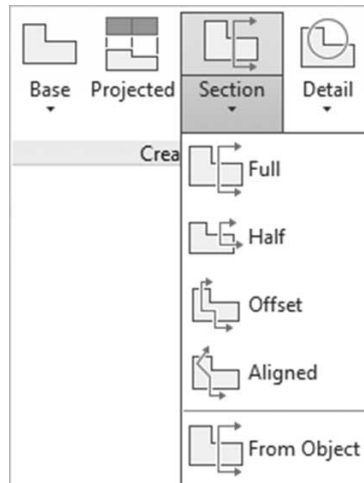 Base Projected Section Detail
Crea
Full
Half
Offset
Aligned
From Object